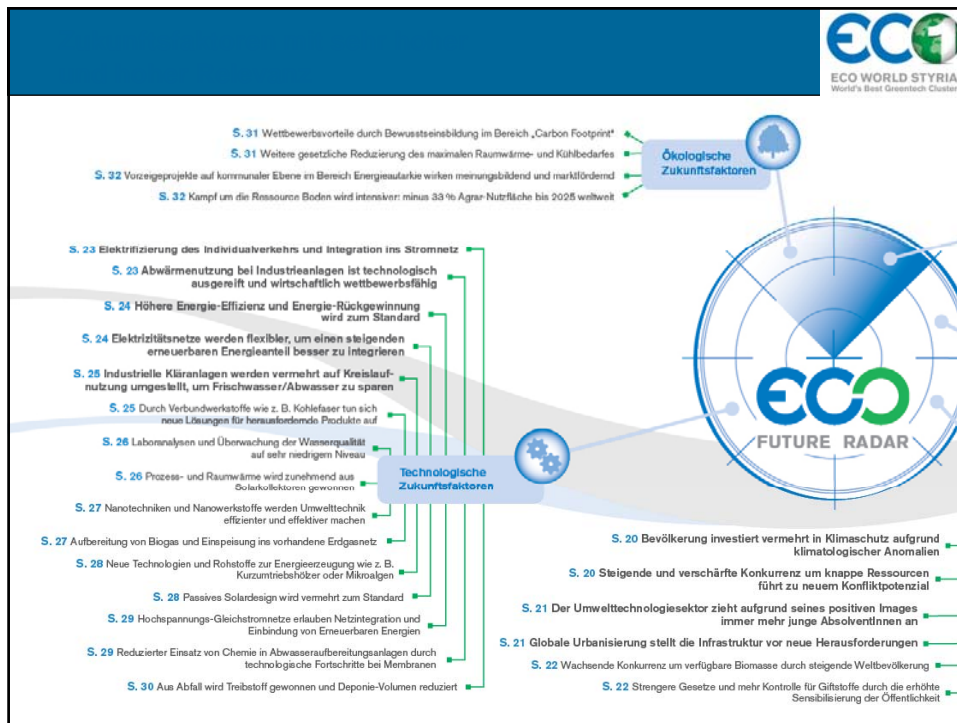 ECO1
ECO WORLD STYRIA
World's Best Greentech Cluster
S. 31 Wettbewerbsvorteile durch Bewusstseinsbildung im Bereich „Carbon Footprint"
S. 31 Weitere gesetzliche Reduzierung des maximalen Raumwärme- und Kühlbedarfes
S. 32 Vorzeigeprojekte auf kommunaler Ebene im Bereich Energieautarkie wirken meinungsbildend und marktfördernd
S. 32 Kampf um die Ressource Boden wird intensiver: minus 33 % Agrar-Nutzfläche bis 2025 weltweit
Ökologische
Zukunftsfaktoren
S. 23 Elektrifizierung des Individualverkehrs und Integration ins Stromnetz
S. 23 Abwärmenutzung bei Industrieanlagen ist technologisch
ausgereift und wirtschaftlich wettbewerbsfähig
S. 24 Höhere Energie-Effizienz und Energie-Rückgewinnung
wird zum Standard
S. 24 Elektrizitätsnetze werden flexibler, um einen steigenden
erneuerbaren Energieanteil besser zu integrieren
S. 25 Industrielle Kläranlagen werden vermehrt auf Kreislauf-
nutzung umgestellt, um Frischwasser/Abwasser zu sparen
S. 25 Durch Verbundwerkstoffe wie z. B. Kohlefaser tun sich
neue Lösungen für herausfordernde Produkte auf
S. 26 Laboranalysen und Überwachung der Wasserqualität
auf sehr niedrigem Niveau
S. 26 Prozess- und Raumwärme wird zunehmend aus
Solarkollektoren gewonnen
S. 27 Nanotechniken und Nanowerkstoffe werden Umwelttechnik
effizienter und effektiver machen
S. 27 Aufbereitung von Biogas und Einspeisung ins vorhandene Erdgasnetz
S. 28 Neue Technologien und Rohstoffe zur Energieerzeugung wie z. B.
Kurzumtriebshölzer oder Mikroalgen
S. 28 Passives Solardesign wird vermehrt zum Standard
S. 29 Hochspannungs-Gleichstromnetze erlauben Netzintegration und
Einbindung von Erneuerbaren Energien
S. 29 Reduzierter Einsatz von Chemie in Abwasseraufbereitungsanlagen durch
technologische Fortschritte bei Membranen
S. 30 Aus Abfall wird Treibstoff gewonnen und Deponie-Volumen reduziert
Technologische
Zukunftsfaktoren
ECO
FUTURE RADAR
S. 20 Bevölkerung investiert vermehrt in Klimaschutz aufgrund
klimatologischer Anomalien
S. 20 Steigende und verschärfte Konkurrenz um knappe Ressourcen
führt zu neuem Konfliktpotenzial
S. 21 Der Umwelttechnologiesektor zieht aufgrund seines positiven Images
immer mehr junge AbsolventInnen an
S. 21 Globale Urbanisierung stellt die Infrastruktur vor neue Herausforderungen
S. 22 Wachsende Konkurrenz um verfügbare Biomasse durch steigende Weltbevölkerung
S. 22 Strengere Gesetze und mehr Kontrolle für Giftstoffe durch die erhöhte
Sensibilisierung der Öffentlichkeit